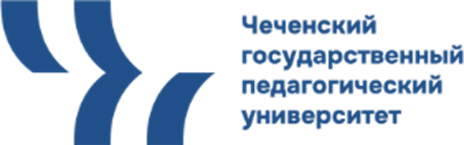 Чеченский
государственный
педагогический
университет